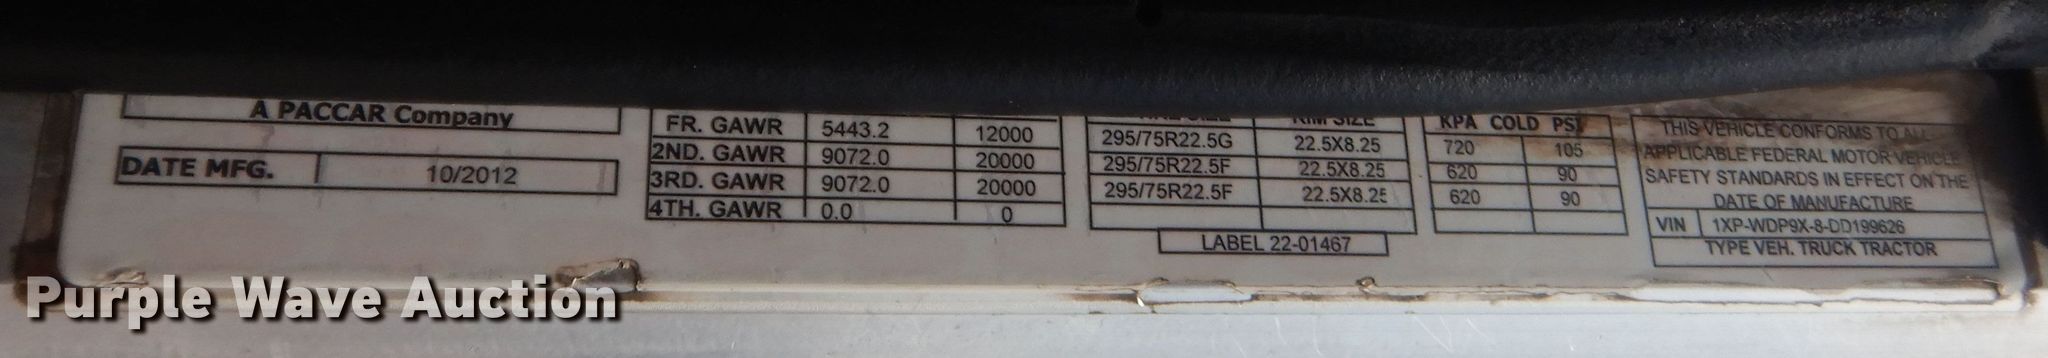 A PACCAR Company
DATE MFG. 10/2012
FR. GAWR 5443.2 12000
2ND. GAWR 9072.0 20000
3RD. GAWR 9072.0 20000
4TH. GAWR 0.0 0
RIM SIZE
295/75R22.5G 22.5X8.25
295/75R22.5F 22.5X8.25
295/75R22.5F 22.5X8.25
LABEL 22-01467
KPA COLD PSI
720 105
620 90
620 90
THIS VEHICLE CONFORMS TO ALL
APPLICABLE FEDERAL MOTOR VEHICLE
SAFETY STANDARDS IN EFFECT ON THE
DATE OF MANUFACTURE
VIN 1XP-WDP9X-8-DD199626
TYPE VEH. TRUCK TRACTOR
Purple Wave Auction